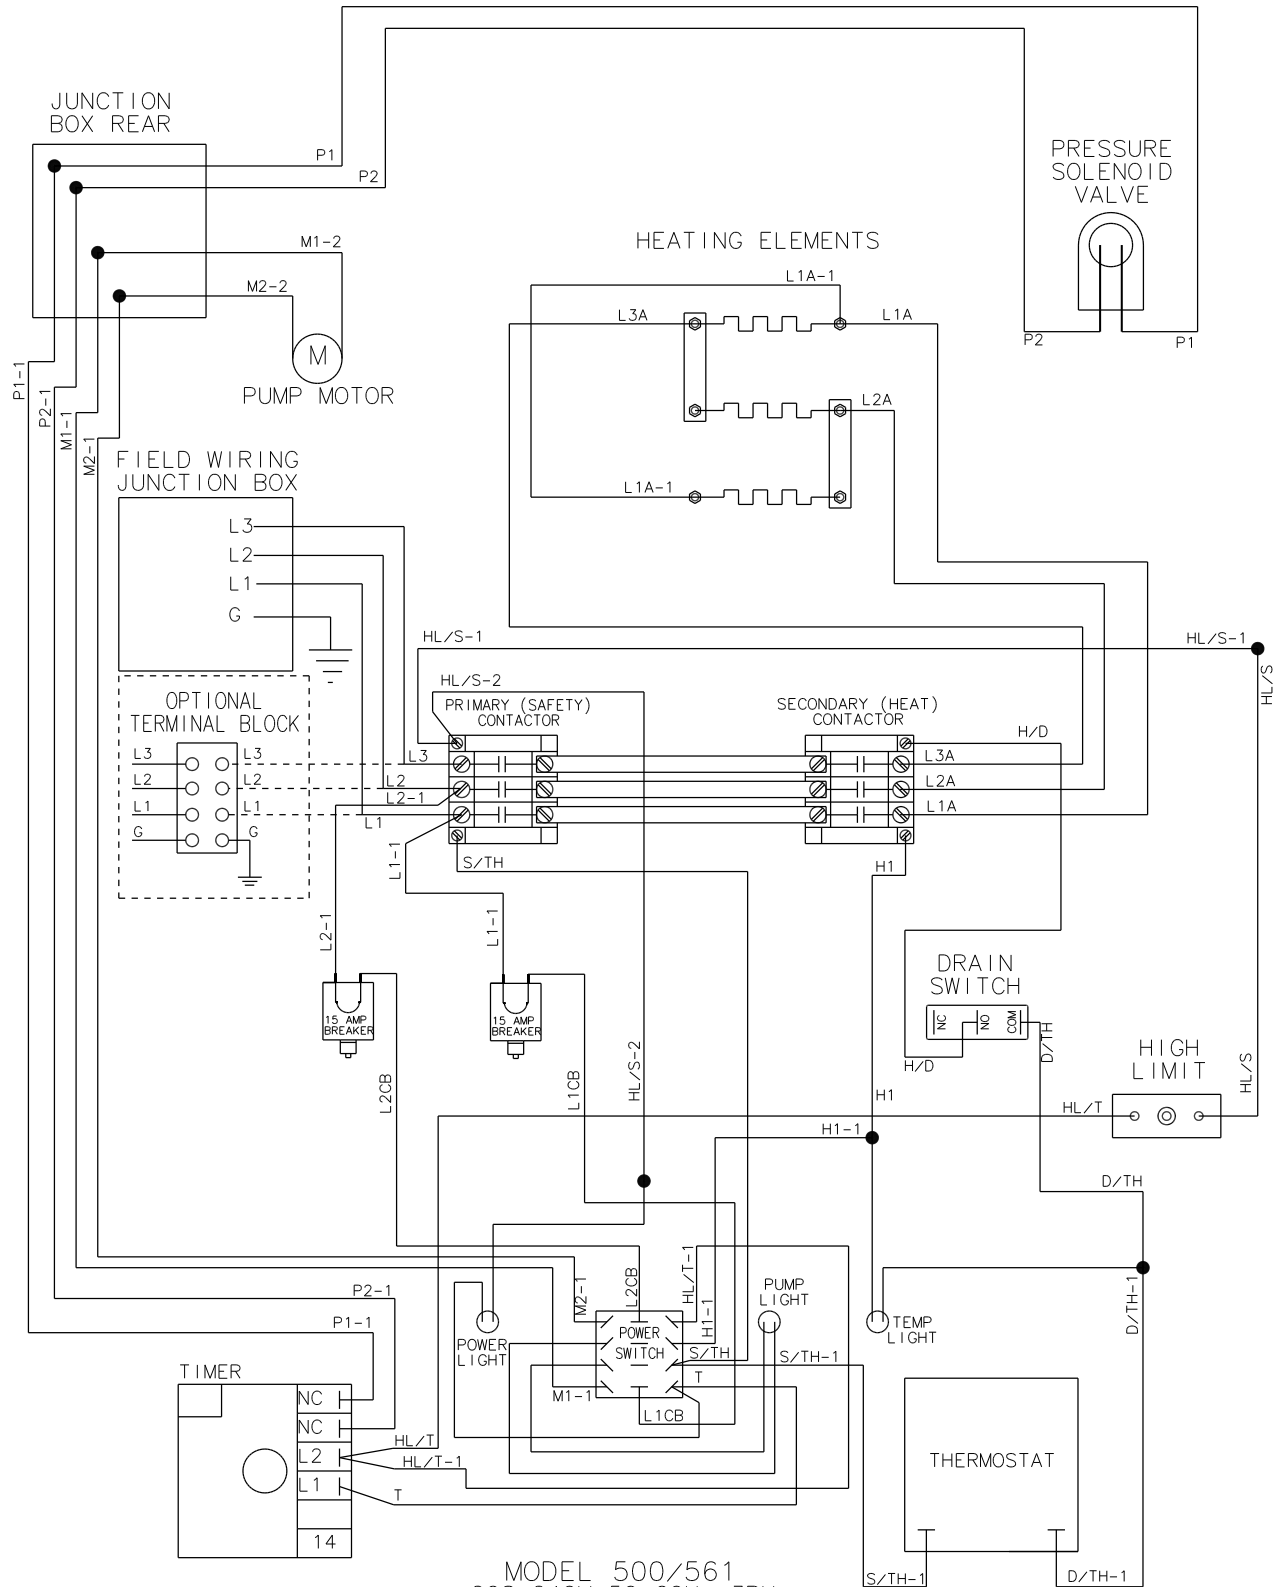 JUNCTION
BOX REAR
P1
P2
M1-2
M2-2
M
PUMP MOTOR
PRESSURE
SOLENOID
VALVE
P2
P1
HEATING ELEMENTS
L1A-1
L3A
L1A
L2A
L1A-1
P1-1
P2-1
M1-1
M2-1
FIELD WIRING
JUNCTION BOX
L3
L2
L1
G
HL/S-1
HL/S-1
HL/S
HL/S-2
OPTIONAL
TERMINAL BLOCK
L3
L3
L2
L2
L1
L1
G
G
PRIMARY (SAFETY)
CONTACTOR
SECONDARY (HEAT)
CONTACTOR
H/D
L3
L2
L2-1
L1
L3A
L2A
L1A
L1-1
S/TH
H1
L2-1
L1-1
15 AMP
BREAKER
15 AMP
BREAKER
DRAIN
SWITCH
NC
NO
COM
D/TH
H/D
HIGH
LIMIT
HL/S
HL/T
L2CB
L1CB
HL/S-2
H1
H1-1
D/TH
M2-1
L2CB
HL/T-1
H1-1
PUMP
LIGHT
D/TH-1
P2-1
P1-1
POWER
LIGHT
POWER
SWITCH
TEMP
LIGHT
S/TH
S/TH-1
T
M1-1
L1CB
TIMER
NC
NC
L2
L1
14
HL/T
HL/T-1
T
THERMOSTAT
S/TH-1
D/TH-1
MODEL 500/561